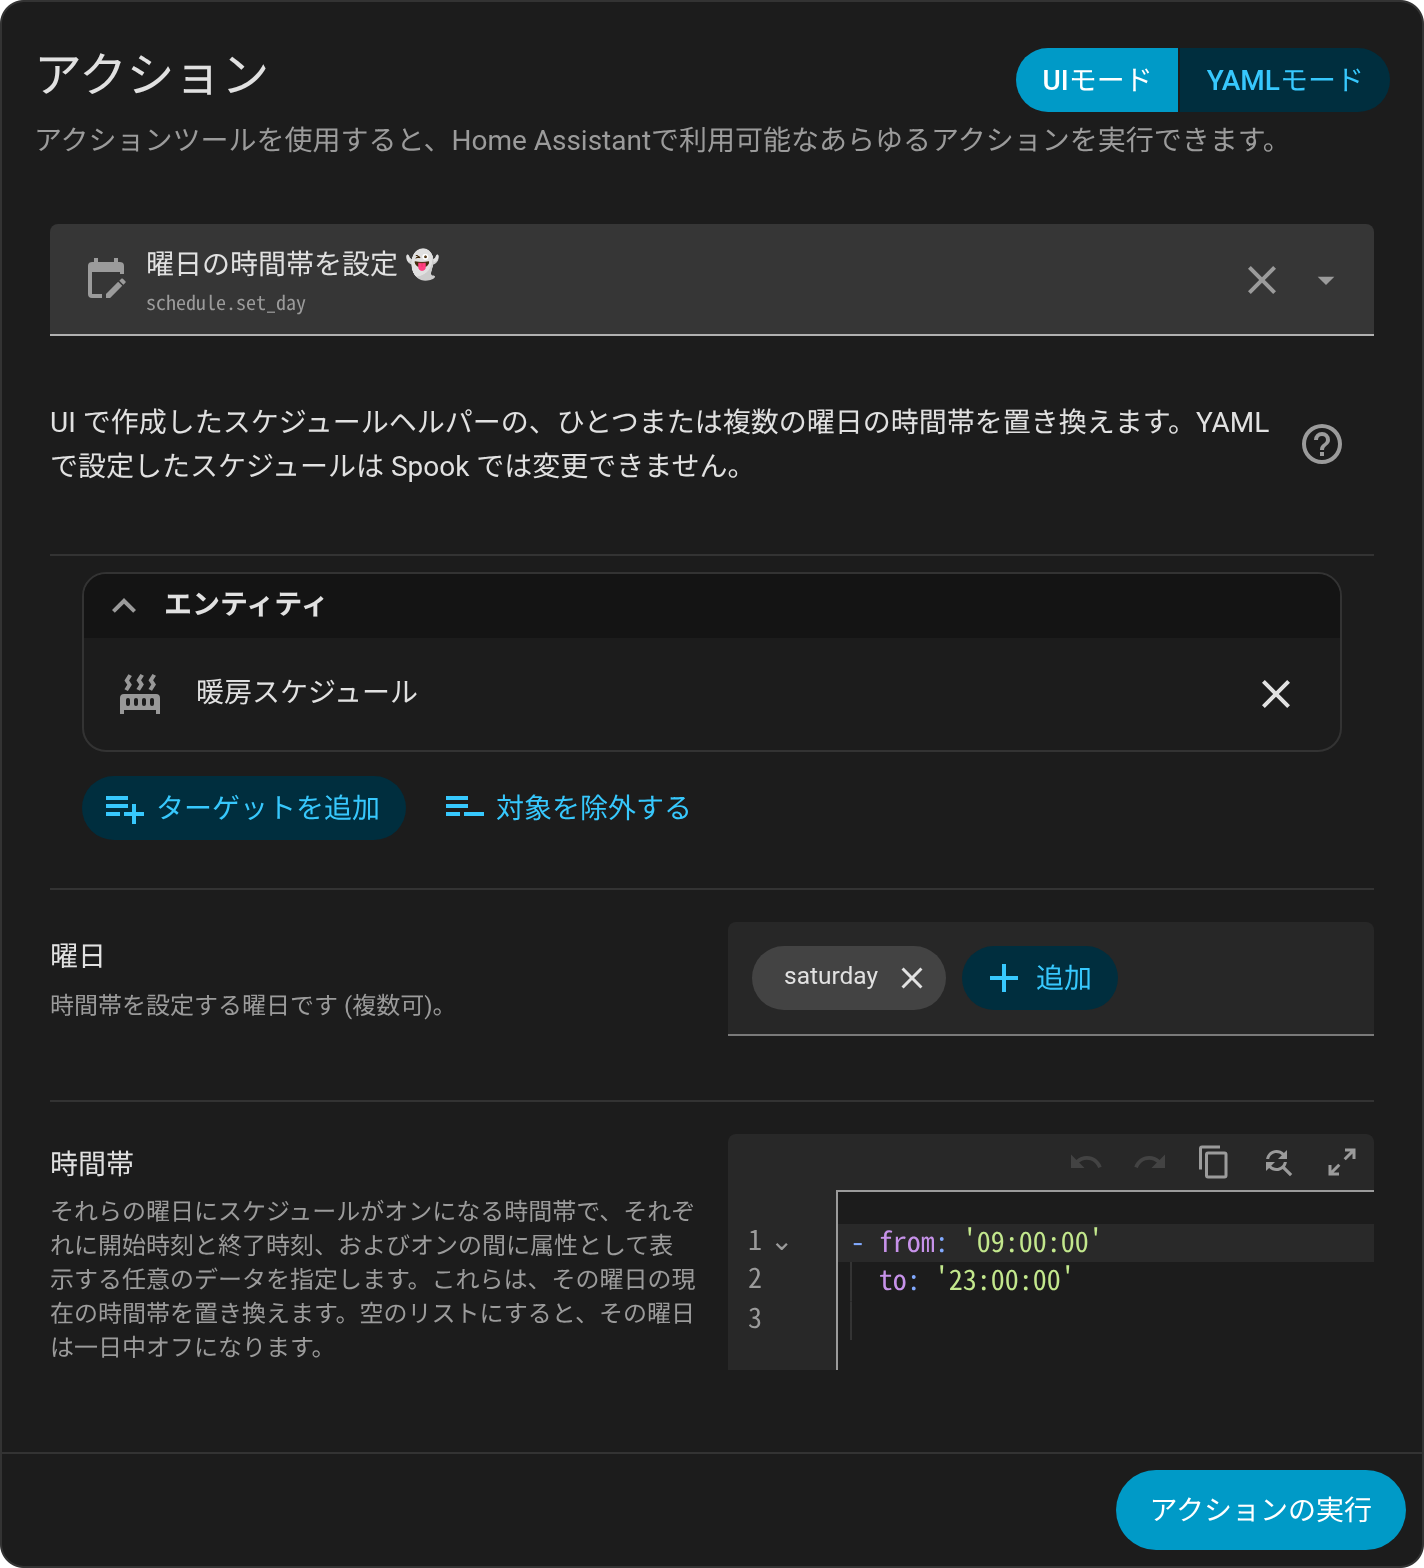 アクション
UIモード
YAMLモード
アクションツールを使用すると、Home Assistantで利用可能なあらゆるアクションを実行できます。
曜日の時間帯を設定 👻
schedule.set_day
UI で作成したスケジュールヘルパーの、ひとつまたは複数の曜日の時間帯を置き換えます。YAML
で設定したスケジュールは Spook では変更できません。
エンティティ
暖房スケジュール
ターゲットを追加
対象を除外する
曜日
時間帯を設定する曜日です (複数可)。
saturday
追加
時間帯
それらの曜日にスケジュールがオンになる時間帯で、それぞ
れに開始時刻と終了時刻、およびオンの間に属性として表
示する任意のデータを指定します。これらは、その曜日の現
在の時間帯を置き換えます。空のリストにすると、その曜日
は一日中オフになります。
1
- from: '09:00:00'
2
to: '23:00:00'
3
アクションの実行